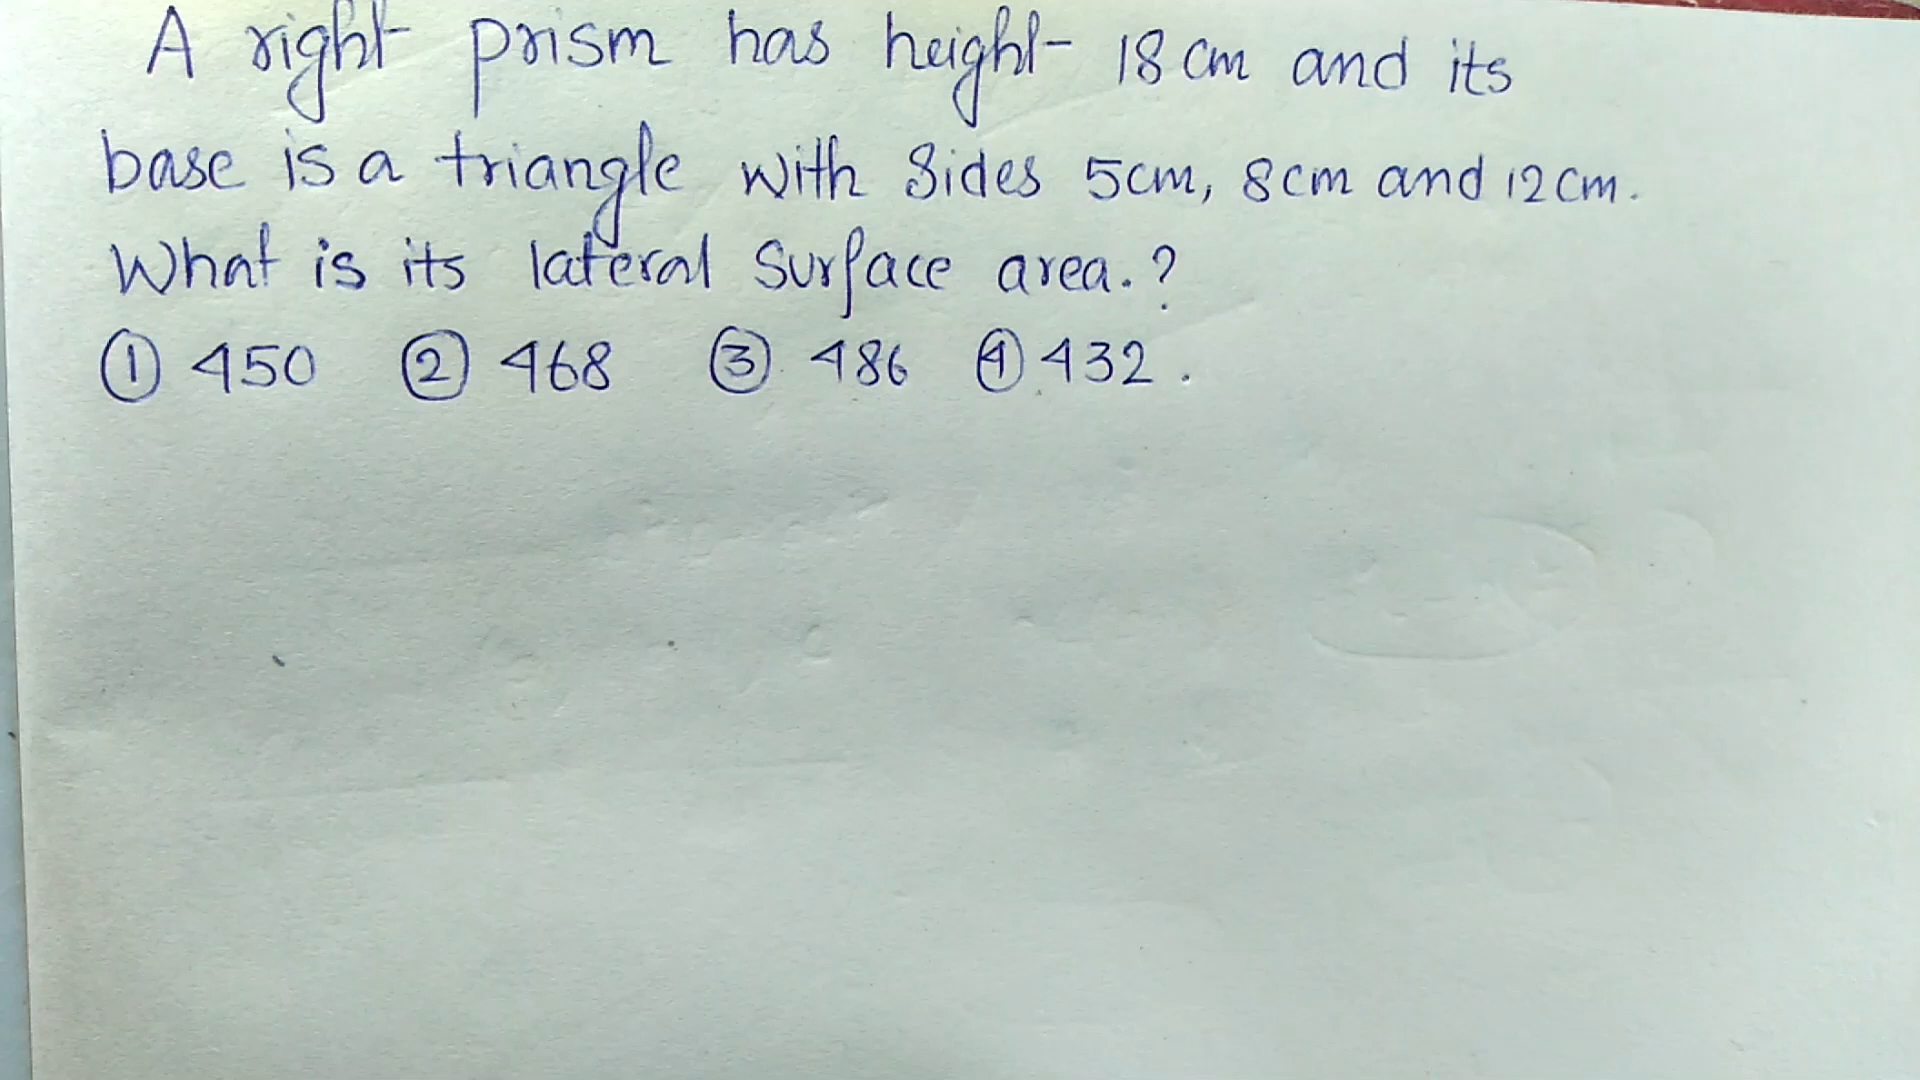 A right prism has height 18 cm and its
base is a triangle with sides 5cm, 8cm and 12cm.
What is its lateral surface area.?
① 450 ② 468 ③ 486 ④ 432.